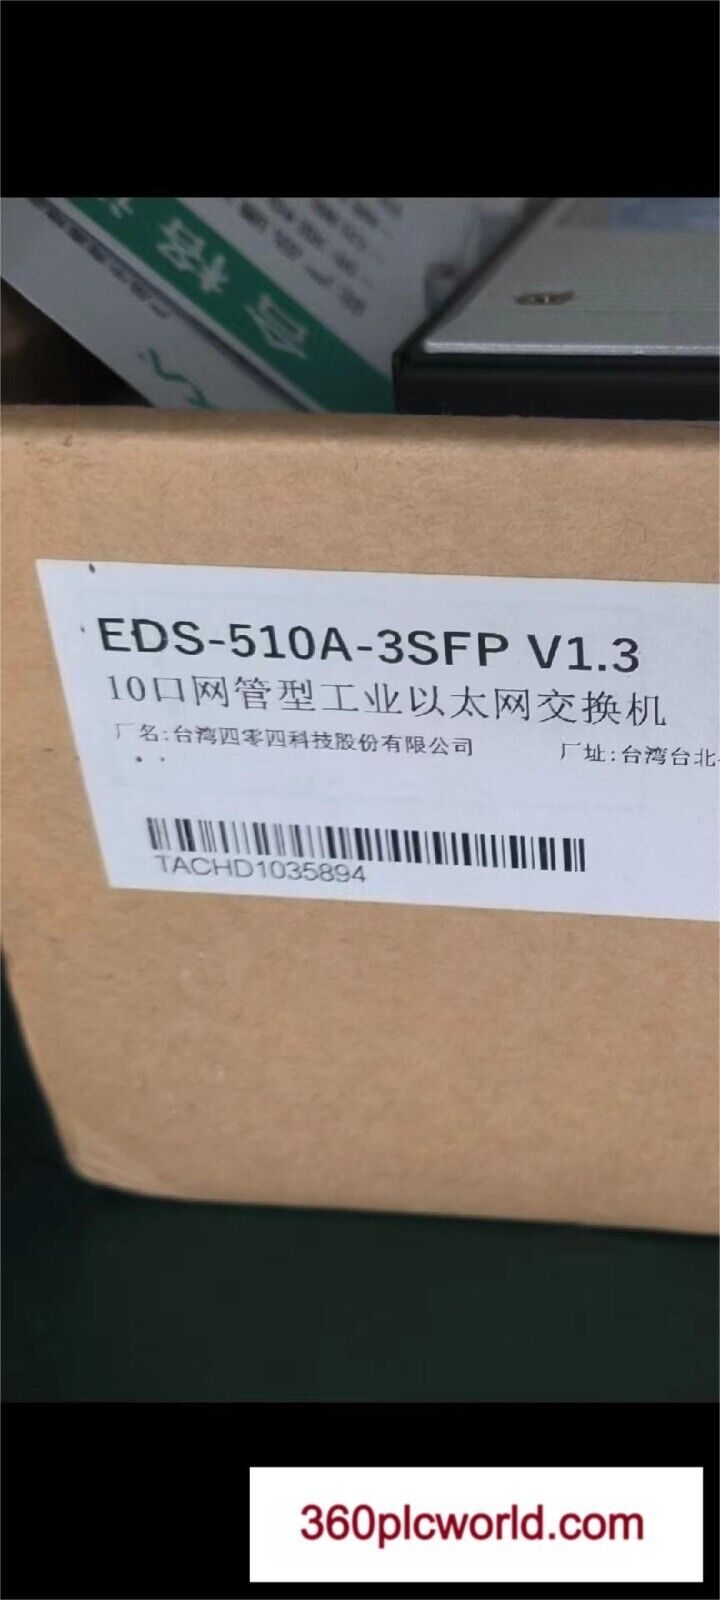 合格
EDS-510A-3SFP V1.3
10口网管型工业以太网交换机
厂名:台湾四零四科技股份有限公司 厂址:台湾台北
TACHD1035894
360plcworld.com